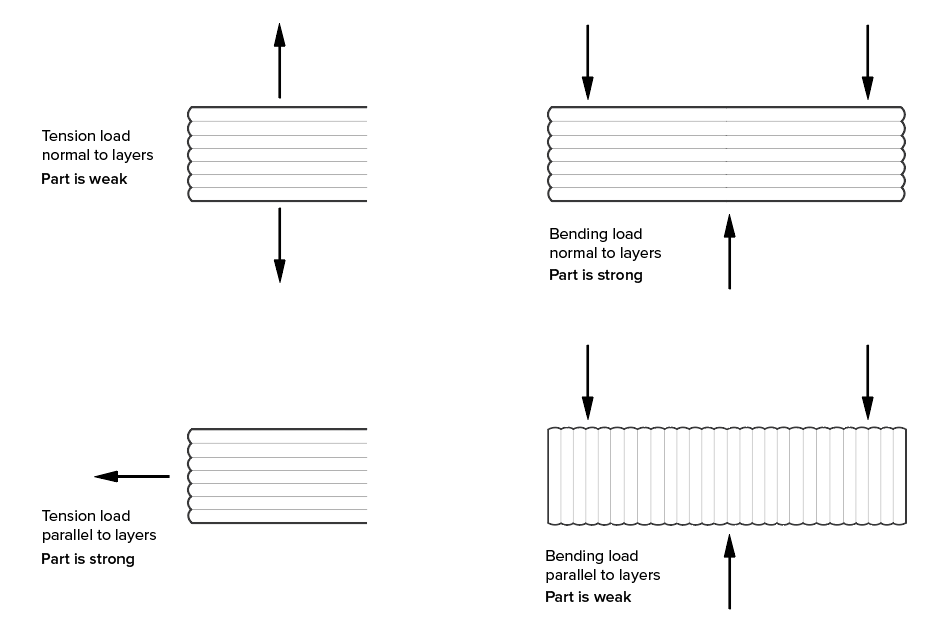 Tension load
normal to layers
Part is weak
Bending load
normal to layers
Part is strong
Tension load
parallel to layers
Part is strong
Bending load
parallel to layers
Part is weak